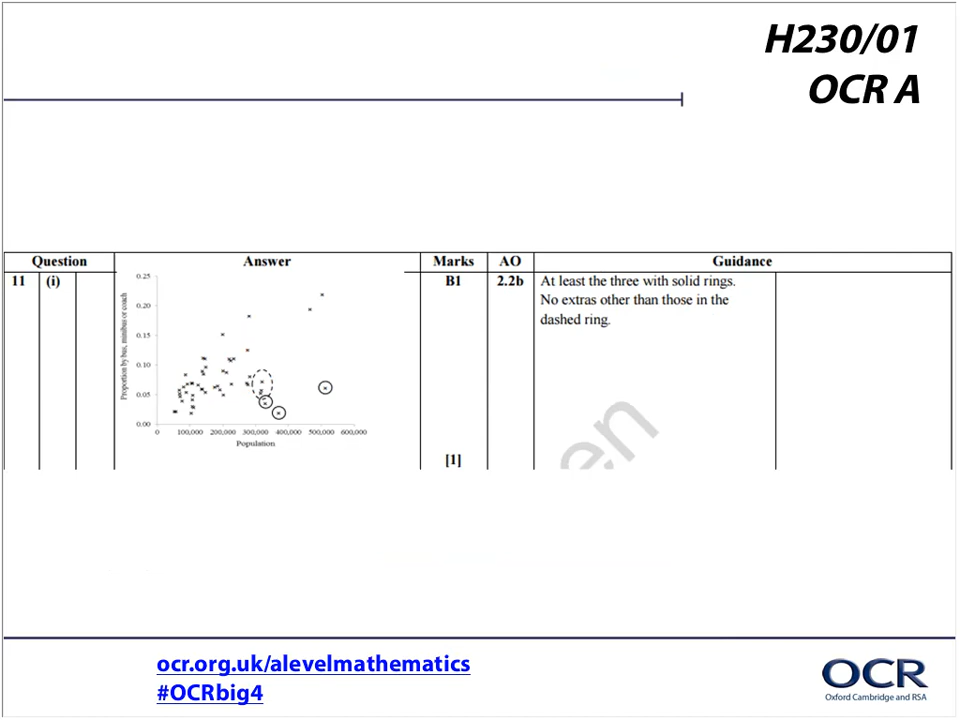 H230/01
OCR A
Question Answer Marks AO Guidance
11 (i) B1 2.2b At least the three with solid rings.
No extras other than those in the
dashed ring.
Proportion by bus, minibus or coach
0.25
0.20
0.15
0.10
0.05
0.00
0 100,000 200,000 300,000 400,000 500,000 600,000
Population
[1]
en
ocr.org.uk/alevelmathematics
#OCRbig4
OCR
Oxford Cambridge and RSA